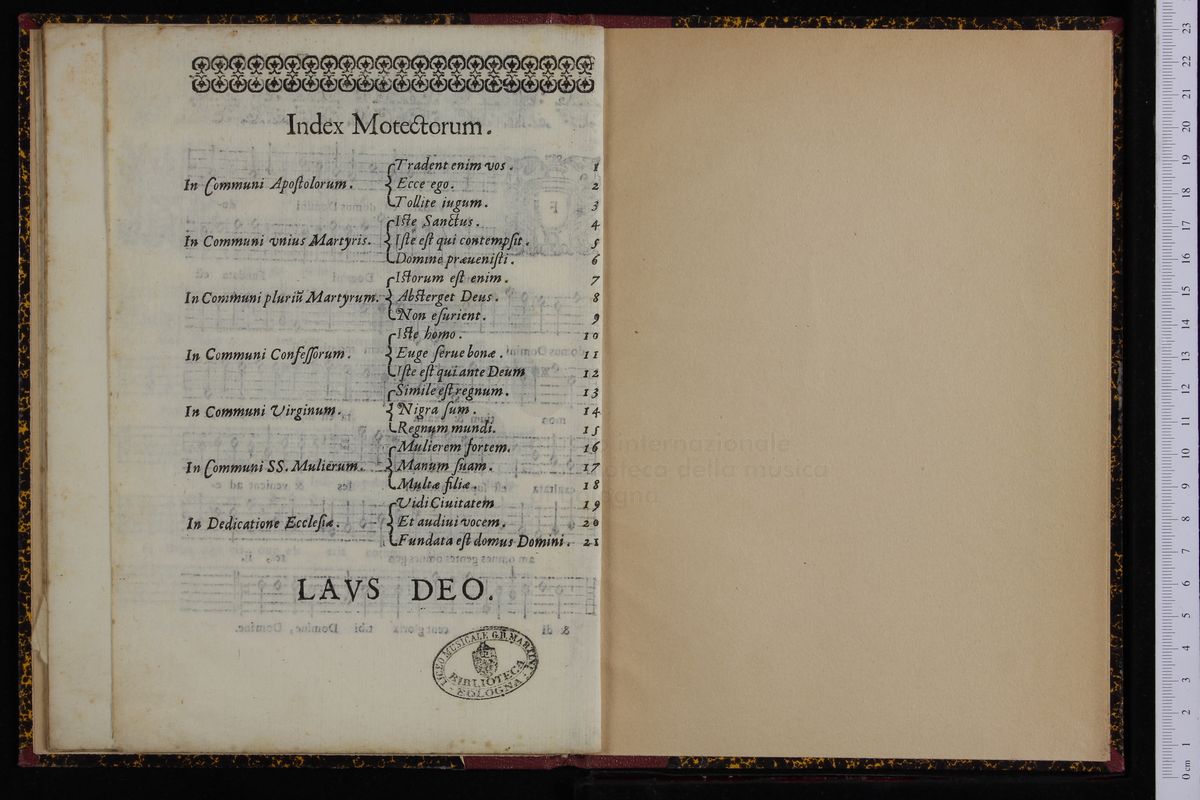 Index Motectorum.
Tradent enim vos. 1
In Communi Apoſtolorum. Ecce ego. 2
Tollite iugum. 3
Iſte Sanctus. 4
In Communi vnius Martyris. Iſte eſt qui contempſit. 5
Domine præueniſti. 6
Iſtorum eſt enim. 7
In Communi pluriũ Martyrum. Abſterget Deus. 8
Non eſurient. 9
Iſte homo. 10
In Communi Confeſſorum. Euge ſerue bonæ. 11
Iſte eſt qui ante Deum 12
Simile eſt regnum. 13
In Communi Virginum. Nigra ſum. 14
Regnum mundi. 15
Mulierem fortem. 16
In Communi SS. Mulierum. Manum ſuam. 17
Multæ filiæ. 18
Vidi Ciuitatem 19
In Dedicatione Eccleſiæ. Et audiui vocem. 20
Fundata eſt domus Domini. 21
LAVS DEO.
LICEO MUSICALE G.B. MARTINI
BIBLIOTECA
BOLOGNA
internazionale
della musica